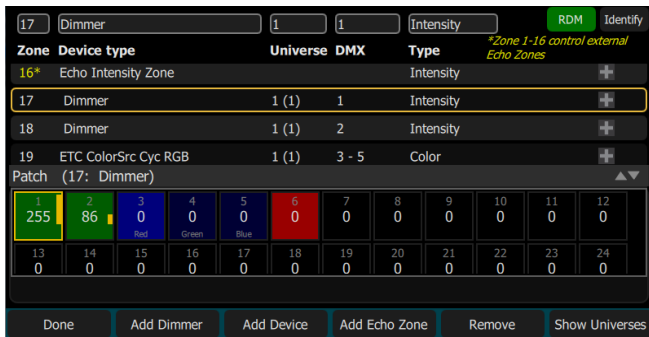 17 Dimmer 1 1 Intensity RDM Identify
Zone Device type Universe DMX Type *Zone 1-16 control external Echo Zones
16* Echo Intensity Zone Intensity
17 Dimmer 1 (1) 1 Intensity
18 Dimmer 1 (1) 2 Intensity
19 ETC ColorSrc Cyc RGB 1 (1) 3 - 5 Color
Patch (17: Dimmer)
1 2 3 4 5 6 7 8 9 10 11 12
255 86 0 0 0 0 0 0 0 0 0 0
Red Green Blue
13 14 15 16 17 18 19 20 21 22 23 24
0 0 0 0 0 0 0 0 0 0 0 0
Done Add Dimmer Add Device Add Echo Zone Remove Show Universes